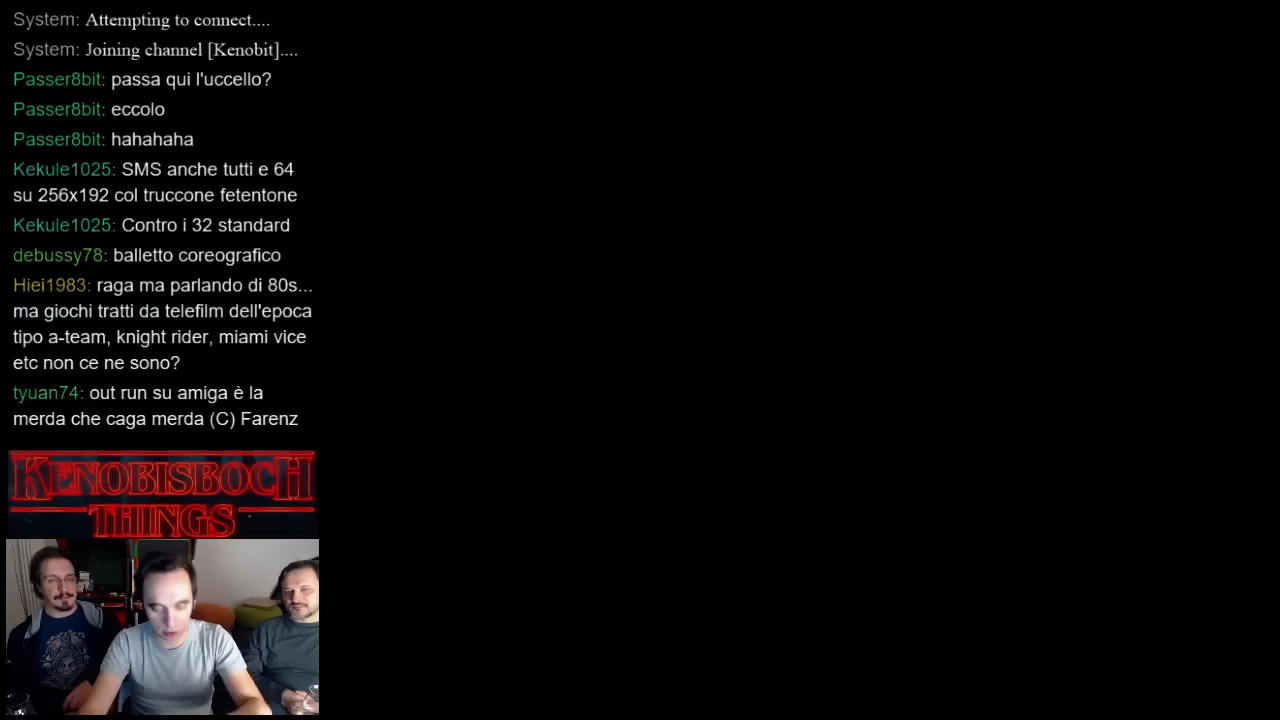 System: Attempting to connect....
System: Joining channel [Kenobit]....
Passer8bit: passa qui l'uccello?
Passer8bit: eccolo
Passer8bit: hahahaha
Kekule1025: SMS anche tutti e 64
su 256x192 col truccone fetentone
Kekule1025: Contro i 32 standard
debussy78: balletto coreografico
Hiei1983: raga ma parlando di 80s...
ma giochi tratti da telefilm dell'epoca
tipo a-team, knight rider, miami vice
etc non ce ne sono?
tyuan74: out run su amiga è la
merda che caga merda (C) Farenz
KENOBISBOCH
THINGS